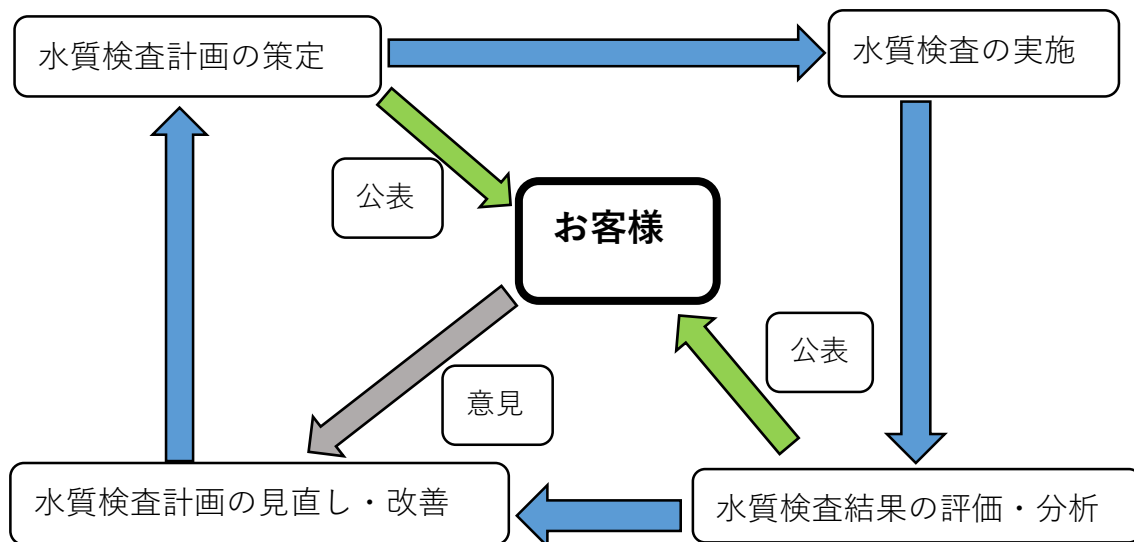 水質検査計画の策定
水質検査の実施
公表
お客様
公表
意見
水質検査計画の見直し・改善
水質検査結果の評価・分析